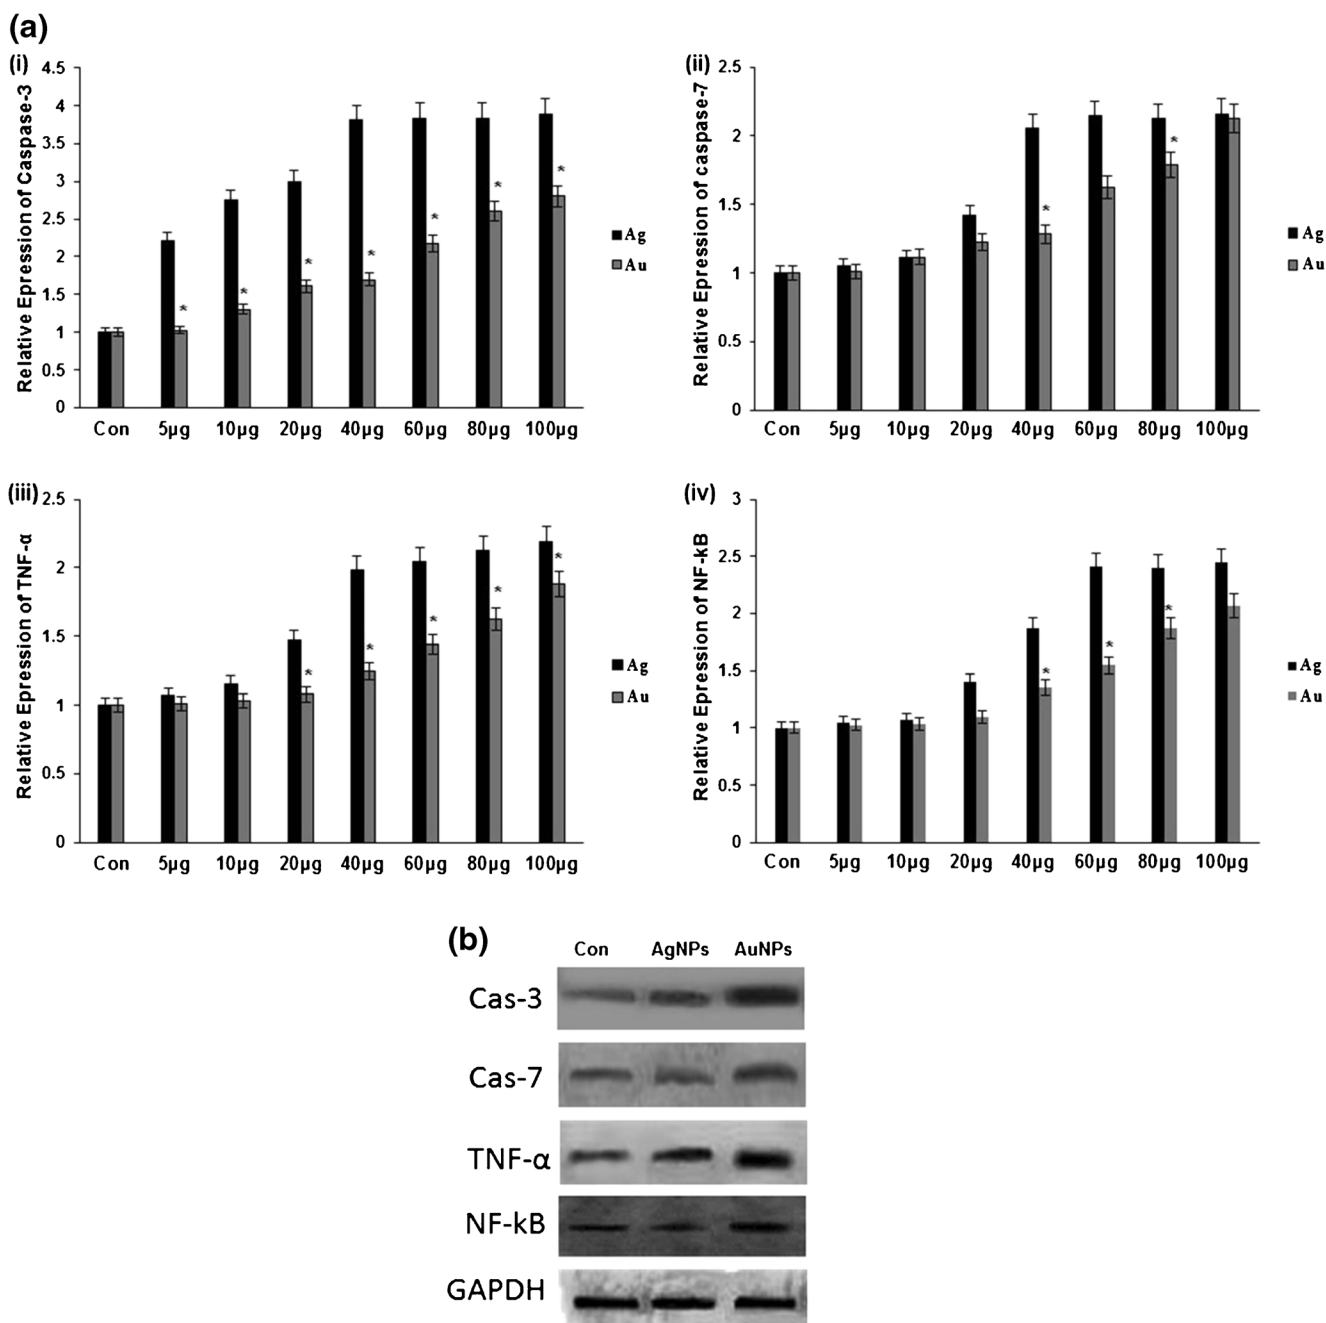 (a)
(i)
Relative Epression of Caspase-3
4.5
4
3.5
3
2.5
2
1.5
1
0.5
0
* * * * * * *
Con 5µg 10µg 20µg 40µg 60µg 80µg 100µg
Ag
Au
(ii)
Relative Epression of caspase-7
2.5
2
1.5
1
0.5
0
* *
Con 5µg 10µg 20µg 40µg 60µg 80µg 100µg
Ag
Au
(iii)
Relative Epression of TNF-α
2.5
2
1.5
1
0.5
0
* * * * *
Con 5µg 10µg 20µg 40µg 60µg 80µg 100µg
Ag
Au
(iv)
Relative Epression of NF-kB
3
2.5
2
1.5
1
0.5
0
* * *
Con 5µg 10µg 20µg 40µg 60µg 80µg 100µg
Ag
Au
(b)
Con AgNPs AuNPs
Cas-3
Cas-7
TNF-α
NF-kB
GAPDH